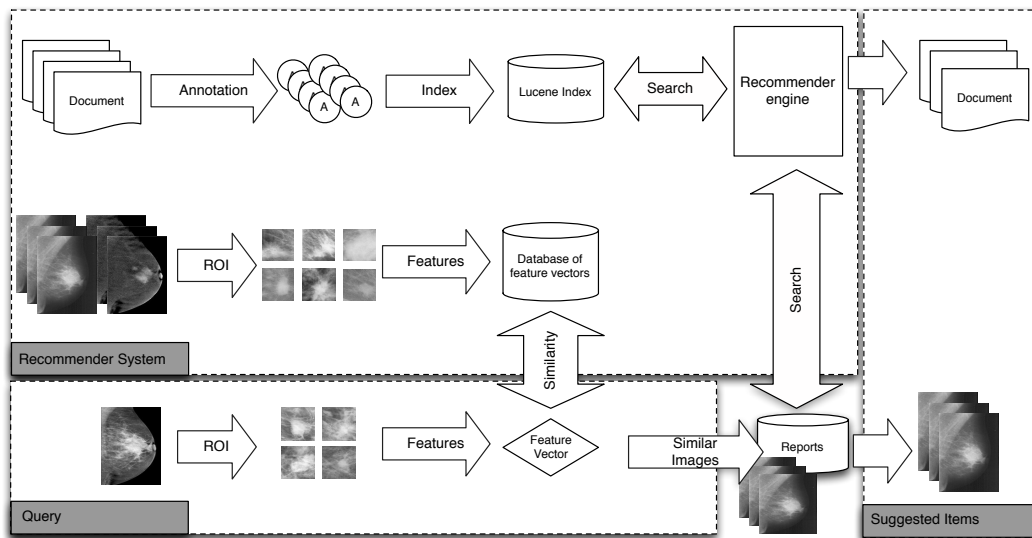 Document
Annotation
A A
A A A
A A
A A
Index
Lucene Index
Search
Recommender
engine
Document
ROI
Features
Database of
feature vectors
Search
Similarity
Recommender System
ROI
Features
Feature
Vector
Similar
Images
Reports
Query
Suggested Items